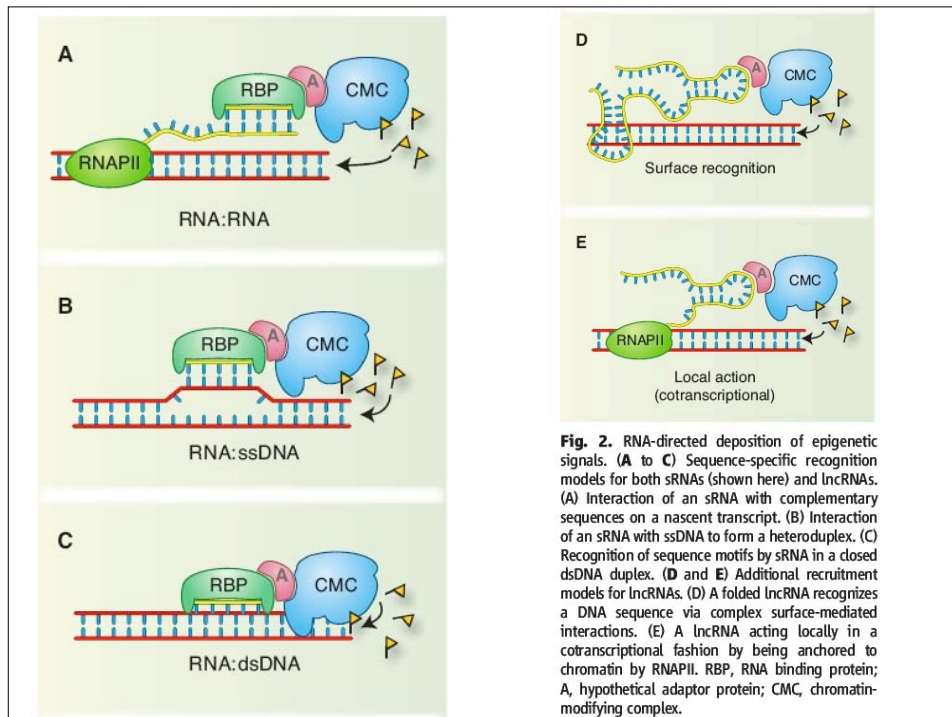 A
RBP
A
CMC
RNAPII
RNA:RNA
B
RBP
A
CMC
RNA:ssDNA
C
RBP
A
CMC
RNA:dsDNA
D
A
CMC
Surface recognition
E
A
CMC
RNAPII
Local action
(cotranscriptional)
Fig. 2. RNA-directed deposition of epigenetic
signals. (A to C) Sequence-specific recognition
models for both sRNAs (shown here) and lncRNAs.
(A) Interaction of an sRNA with complementary
sequences on a nascent transcript. (B) Interaction
of an sRNA with ssDNA to form a heteroduplex. (C)
Recognition of sequence motifs by sRNA in a closed
dsDNA duplex. (D and E) Additional recruitment
models for lncRNAs. (D) A folded lncRNA recognizes
a DNA sequence via complex surface-mediated
interactions. (E) A lncRNA acting locally in a
cotranscriptional fashion by being anchored to
chromatin by RNAPII. RBP, RNA binding protein;
A, hypothetical adaptor protein; CMC, chromatin-
modifying complex.